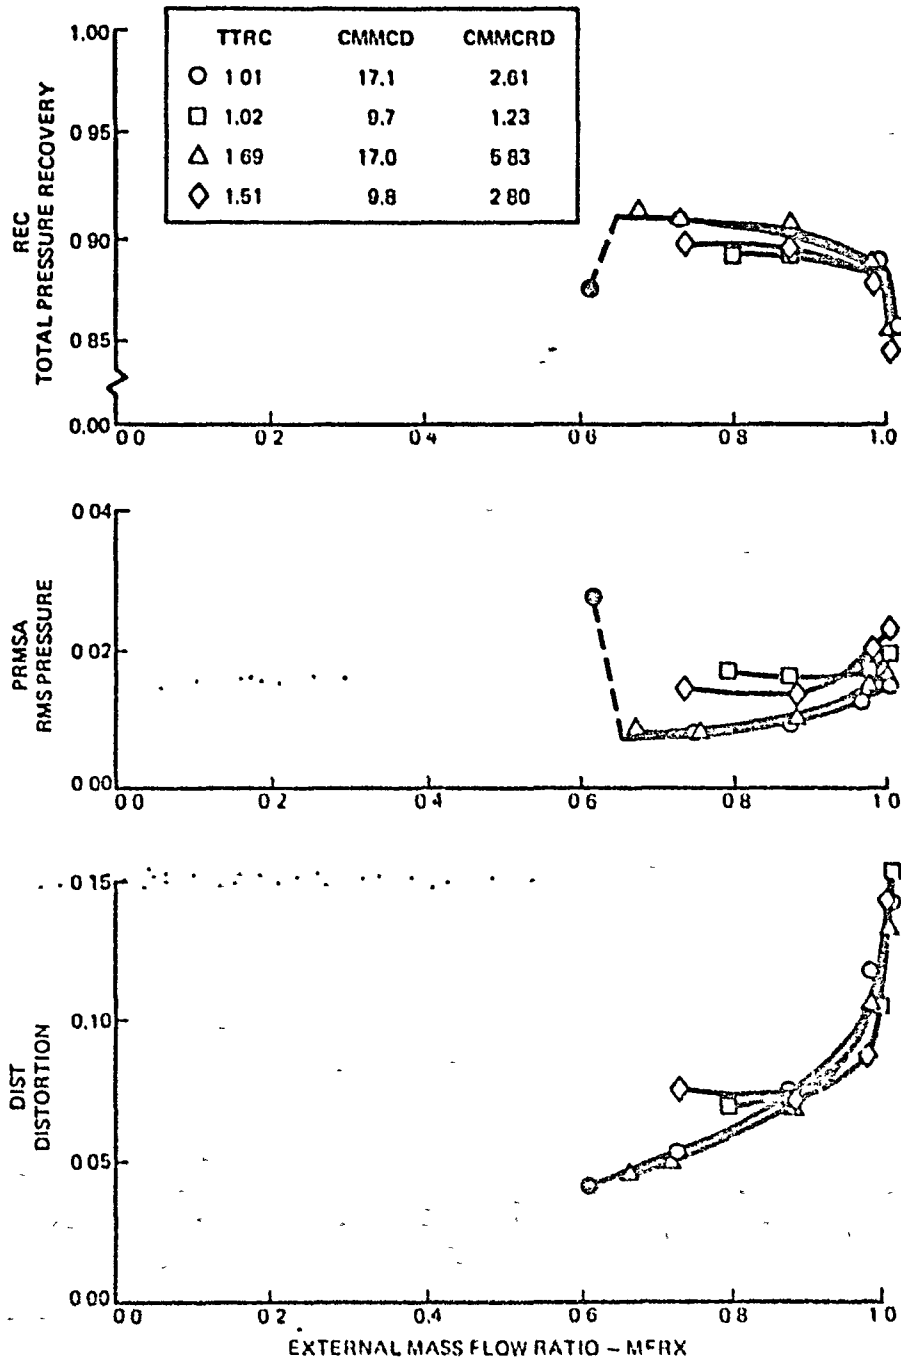 TTRC CMMCD CMMCRD
1 01 17.1 2.61
1.02 9.7 1.23
1 69 17.0 5 83
1.51 9.8 2 80
REC
TOTAL PRESSURE RECOVERY
1.00
0 95
0.90
0 85
0.00
0 0 0 2 0 4 0 6 0 8 1.0
PRMSA
RMS PRESSURE
0 04
0 02
0 00
0 0 0 2 0 4 0 6 0 8 1 0
DIST
DISTORTION
0 15
0.10
0 05
0 00
0 0 0 2 0 4 0 6 0 8 1 0
EXTERNAL MASS FLOW RATIO – MFRX